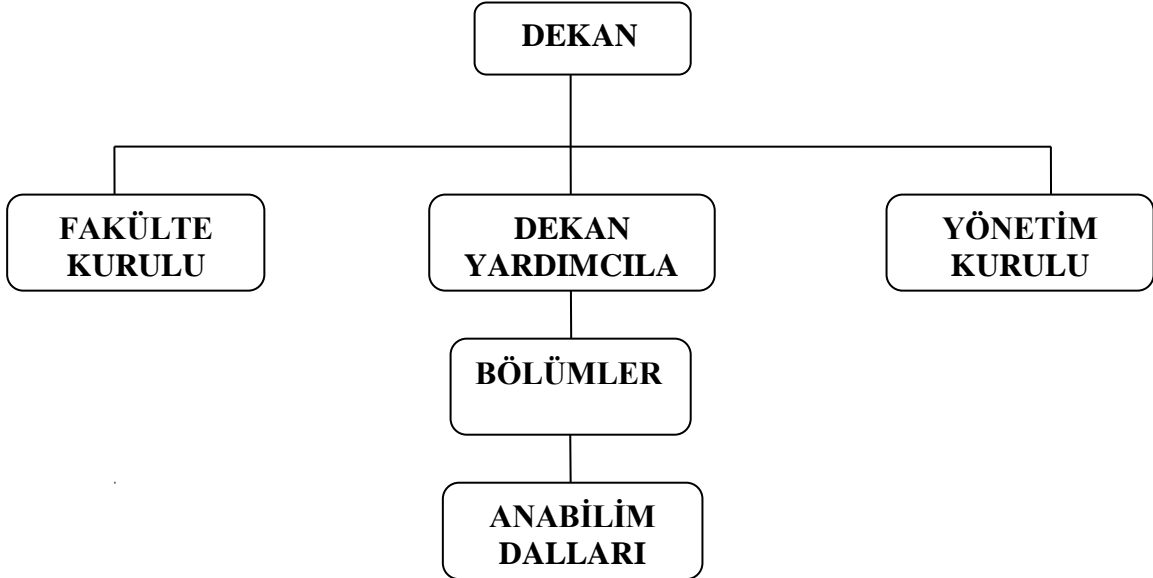 DEKAN
FAKÜLTE
KURULU
DEKAN
YARDIMCILA
YÖNETİM
KURULU
BÖLÜMLER
ANABİLİM
DALLARI